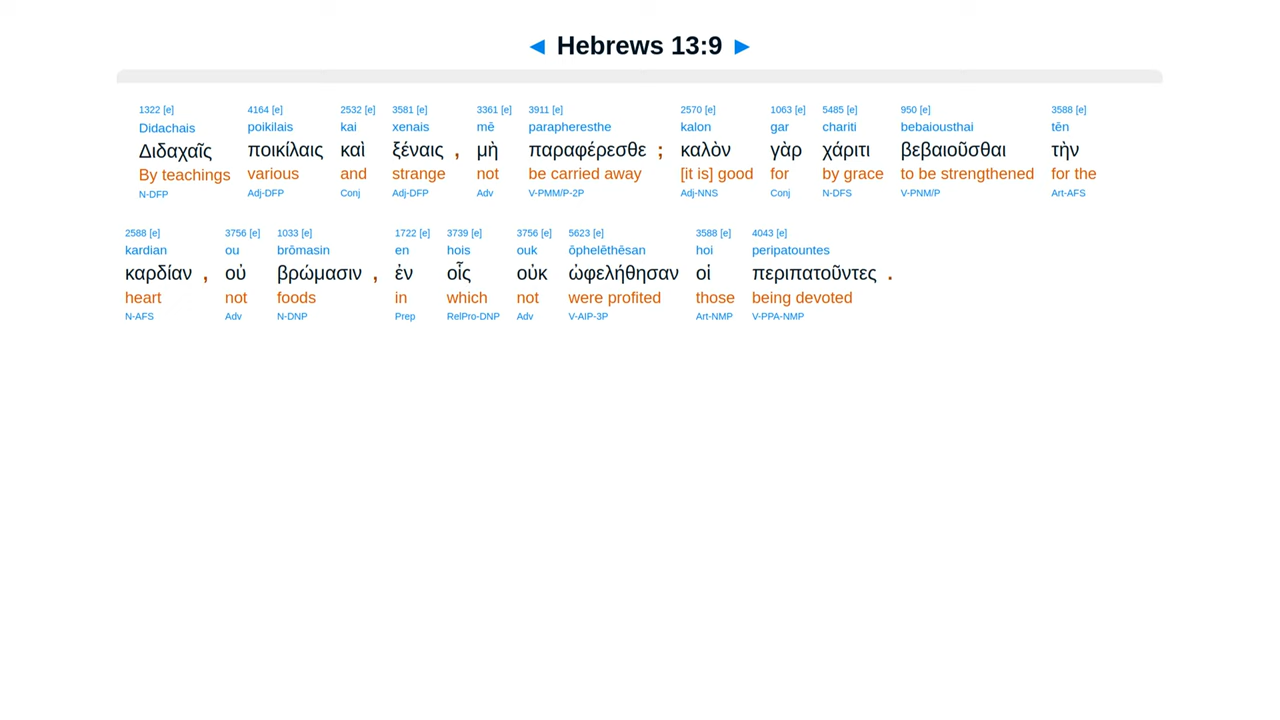 ◄ Hebrews 13:9 ►
1322 [e] 4164 [e] 2532 [e] 3581 [e] 3361 [e] 3911 [e] 2570 [e] 1063 [e] 5485 [e] 950 [e] 3588 [e]
Didachais poikilais kai xenais mē parapheresthe kalon gar chariti bebaiousthai tēn
Διδαχαῖς ποικίλαις καὶ ξέναις , μὴ παραφέρεσθε ; καλὸν γὰρ χάριτι βεβαιοῦσθαι τὴν
By teachings various and strange not be carried away [it is] good for by grace to be strengthened for the
N-DFP Adj-DFP Conj Adj-DFP Adv V-PMM/P-2P Adj-NNS Conj N-DFS V-PNM/P Art-AFS
2588 [e] 3756 [e] 1033 [e] 1722 [e] 3739 [e] 3756 [e] 5623 [e] 3588 [e] 4043 [e]
kardian ou brōmasin en hois ouk ōphelēthēsan hoi peripatountes
καρδίαν , οὐ βρώμασιν , ἐν οἷς οὐκ ὠφελήθησαν οἱ περιπατοῦντες .
heart not foods in which not were profited those being devoted
N-AFS Adv N-DNP Prep RelPro-DNP Adv V-AIP-3P Art-NMP V-PPA-NMP